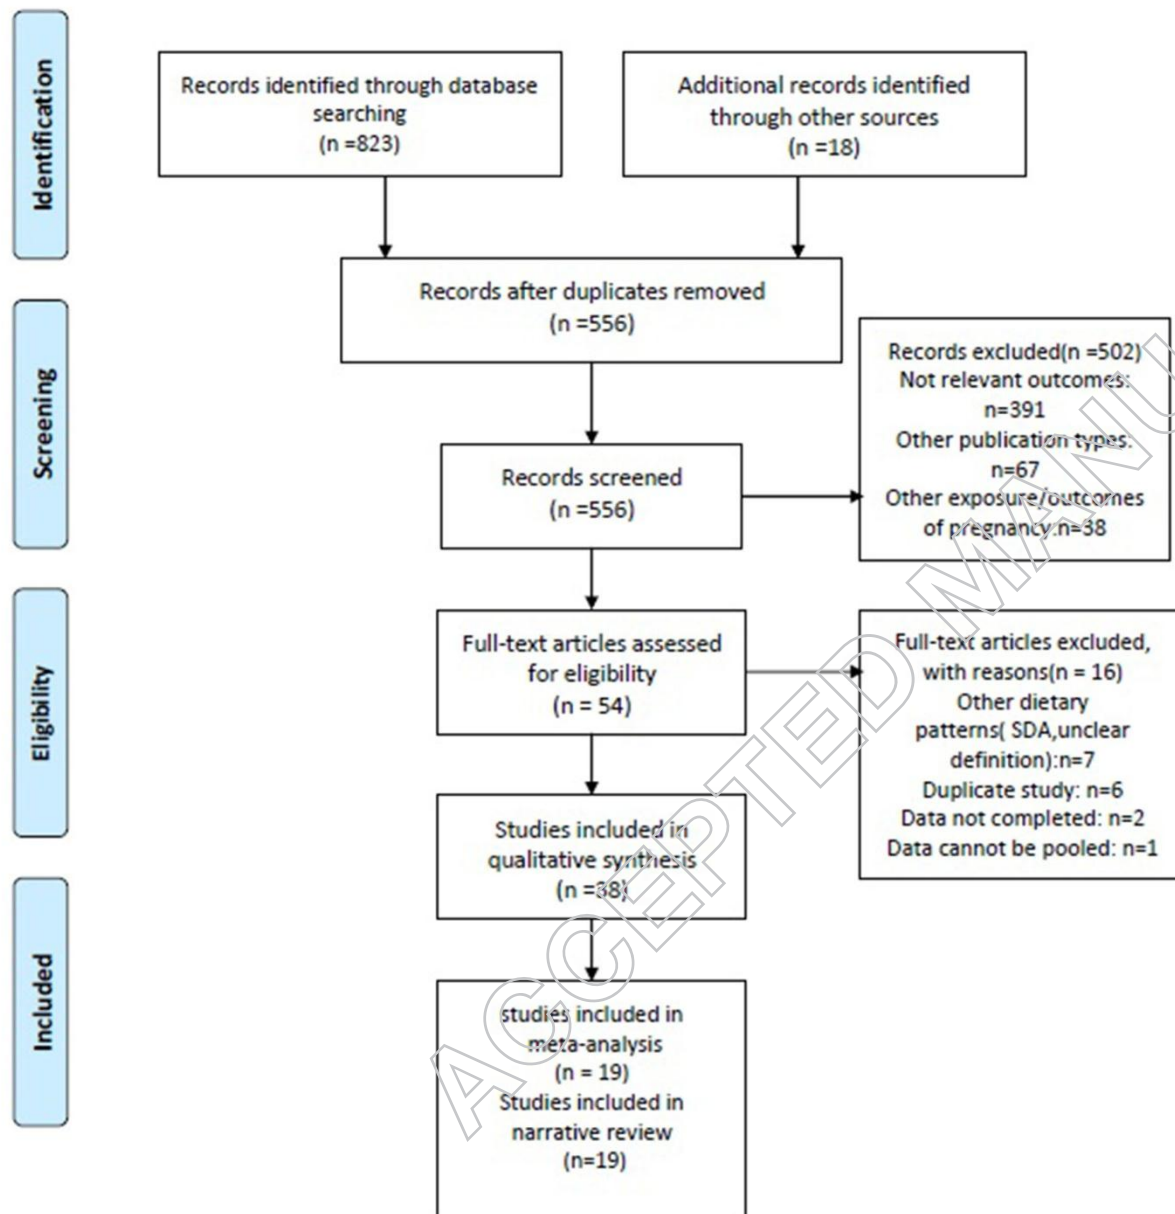 Identification
Records identified through database
searching
(n =823)
Additional records identified
through other sources
(n =18)
Records after duplicates removed
(n =556)
Screening
Records screened
(n =556)
Records excluded(n =502)
Not relevant outcomes:
n=391
Other publication types:
n=67
Other exposure/outcomes
of pregnancy:n=38
Eligibility
Full-text articles assessed
for eligibility
(n = 54)
Full-text articles excluded,
with reasons(n = 16)
Other dietary
patterns( SDA,unclear
definition):n=7
Duplicate study: n=6
Data not completed: n=2
Data cannot be pooled: n=1
Studies included in
qualitative synthesis
(n =38)
Included
studies included in
meta-analysis
(n = 19)
Studies included in
narrative review
(n=19)
ACCEPTED MANU